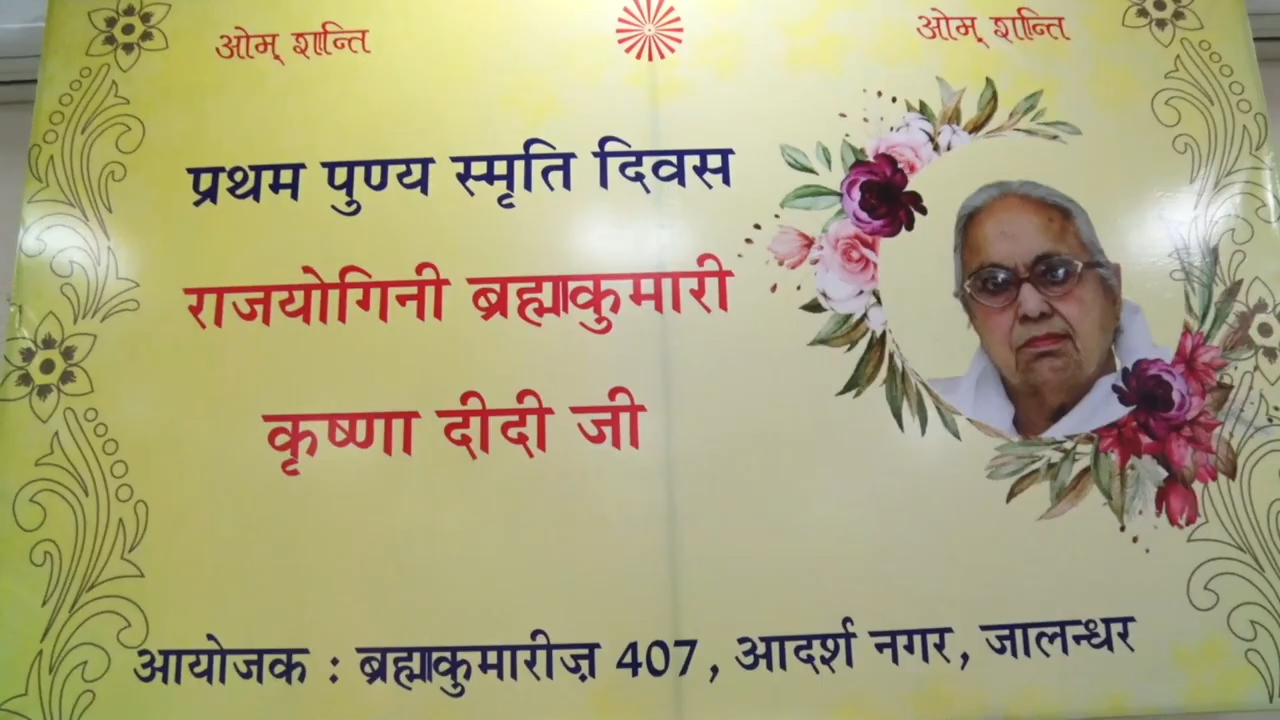 ओम् शान्ति ओम् शान्ति
प्रथम पुण्य स्मृति दिवस
राजयोगिनी ब्रह्माकुमारी
कृष्णा दीदी जी
आयोजक : ब्रह्माकुमारीज़ 407, आदर्श नगर, जालन्धर